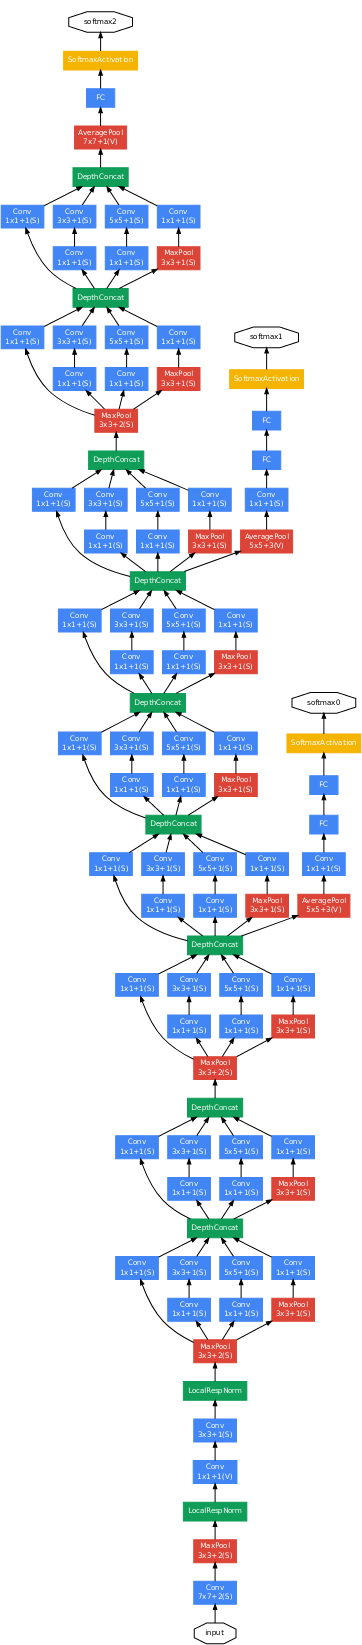 softmax2
SoftmaxActivation
FC
AveragePool
7x7+1(V)
DepthConcat
Conv
1x1+1(S)
Conv
3x3+1(S)
Conv
5x5+1(S)
Conv
1x1+1(S)
Conv
1x1+1(S)
Conv
1x1+1(S)
MaxPool
3x3+1(S)
DepthConcat
Conv
1x1+1(S)
Conv
3x3+1(S)
Conv
5x5+1(S)
Conv
1x1+1(S)
softmax1
Conv
1x1+1(S)
Conv
1x1+1(S)
MaxPool
3x3+1(S)
SoftmaxActivation
MaxPool
3x3+2(S)
FC
DepthConcat
FC
Conv
1x1+1(S)
Conv
3x3+1(S)
Conv
5x5+1(S)
Conv
1x1+1(S)
Conv
1x1+1(S)
Conv
1x1+1(S)
Conv
1x1+1(S)
MaxPool
3x3+1(S)
AveragePool
5x5+3(V)
DepthConcat
Conv
1x1+1(S)
Conv
3x3+1(S)
Conv
5x5+1(S)
Conv
1x1+1(S)
Conv
1x1+1(S)
Conv
1x1+1(S)
MaxPool
3x3+1(S)
DepthConcat
softmax0
Conv
1x1+1(S)
Conv
3x3+1(S)
Conv
5x5+1(S)
Conv
1x1+1(S)
SoftmaxActivation
Conv
1x1+1(S)
Conv
1x1+1(S)
MaxPool
3x3+1(S)
FC
DepthConcat
FC
Conv
1x1+1(S)
Conv
3x3+1(S)
Conv
5x5+1(S)
Conv
1x1+1(S)
Conv
1x1+1(S)
Conv
1x1+1(S)
Conv
1x1+1(S)
MaxPool
3x3+1(S)
AveragePool
5x5+3(V)
DepthConcat
Conv
1x1+1(S)
Conv
3x3+1(S)
Conv
5x5+1(S)
Conv
1x1+1(S)
Conv
1x1+1(S)
Conv
1x1+1(S)
MaxPool
3x3+1(S)
MaxPool
3x3+2(S)
DepthConcat
Conv
1x1+1(S)
Conv
3x3+1(S)
Conv
5x5+1(S)
Conv
1x1+1(S)
Conv
1x1+1(S)
Conv
1x1+1(S)
MaxPool
3x3+1(S)
DepthConcat
Conv
1x1+1(S)
Conv
3x3+1(S)
Conv
5x5+1(S)
Conv
1x1+1(S)
Conv
1x1+1(S)
Conv
1x1+1(S)
MaxPool
3x3+1(S)
MaxPool
3x3+2(S)
LocalRespNorm
Conv
3x3+1(S)
Conv
1x1+1(V)
LocalRespNorm
MaxPool
3x3+2(S)
Conv
7x7+2(S)
input